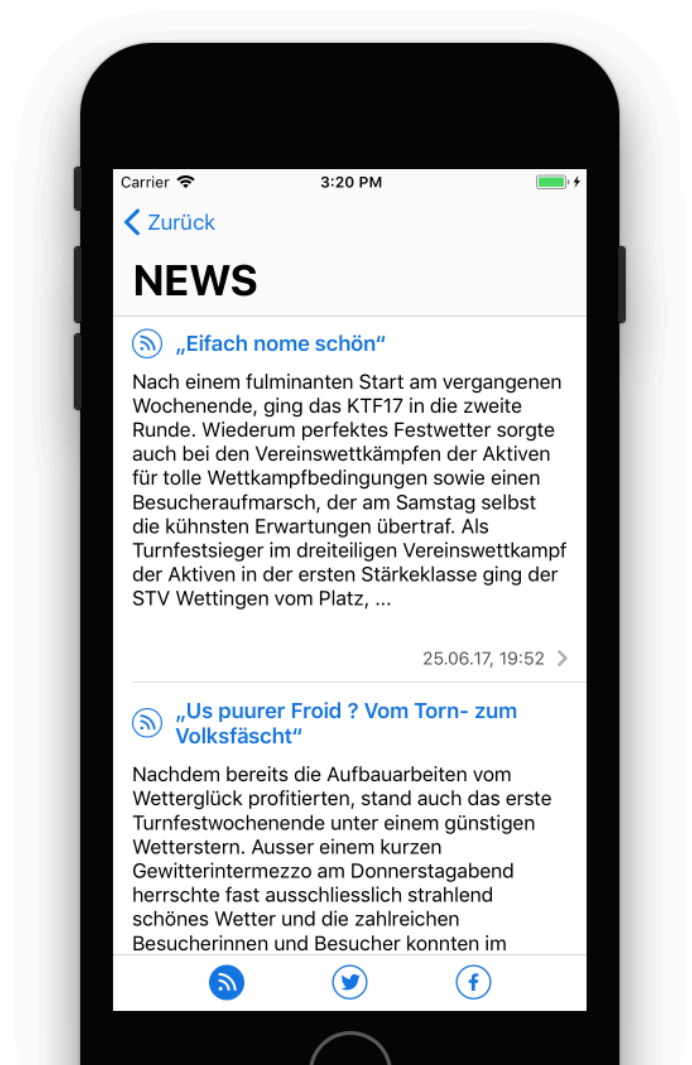 Carrier 3:20 PM
Zurück
NEWS
„Eifach nome schön“
Nach einem fulminanten Start am vergangenen
Wochenende, ging das KTF17 in die zweite
Runde. Wiederum perfektes Festwetter sorgte
auch bei den Vereinswettkämpfen der Aktiven
für tolle Wettkampfbedingungen sowie einen
Besucheraufmarsch, der am Samstag selbst
die kühnsten Erwartungen übertraf. Als
Turnfestsieger im dreiteiligen Vereinswettkampf
der Aktiven in der ersten Stärkeklasse ging der
STV Wettingen vom Platz, ...
25.06.17, 19:52
„Us puurer Froid ? Vom Torn- zum
Volksfäscht“
Nachdem bereits die Aufbauarbeiten vom
Wetterglück profitierten, stand auch das erste
Turnfestwochenende unter einem günstigen
Wetterstern. Ausser einem kurzen
Gewitterintermezzo am Donnerstagabend
herrschte fast ausschliesslich strahlend
schönes Wetter und die zahlreichen
Besucherinnen und Besucher konnten im